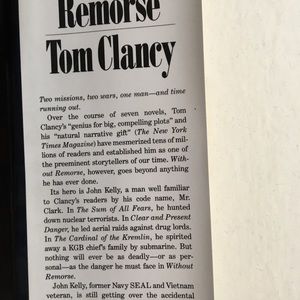 Remorse
Tom Clancy
Two missions, two wars, one man—and time
running out.
Over the course of seven novels, Tom
Clancy's "genius for big, compelling plots" and
his "natural narrative gift" (The New York
Times Magazine) have mesmerized tens of mil-
lions of readers and established him as one of
the preeminent storytellers of our time. With-
out Remorse, however, goes beyond anything
he has ever done.
Its hero is John Kelly, a man well familiar
to Clancy's readers by his code name, Mr.
Clark. In The Sum of All Fears, he hunted
down nuclear terrorists. In Clear and Present
Danger, he led aerial raids against drug lords.
In The Cardinal of the Kremlin, he spirited
away a KGB chief's family by submarine. But
nothing will ever be as deadly—or as per-
sonal—as the danger he must face in Without
Remorse.
John Kelly, former Navy SEAL and Vietnam
veteran, is still getting over the accidental